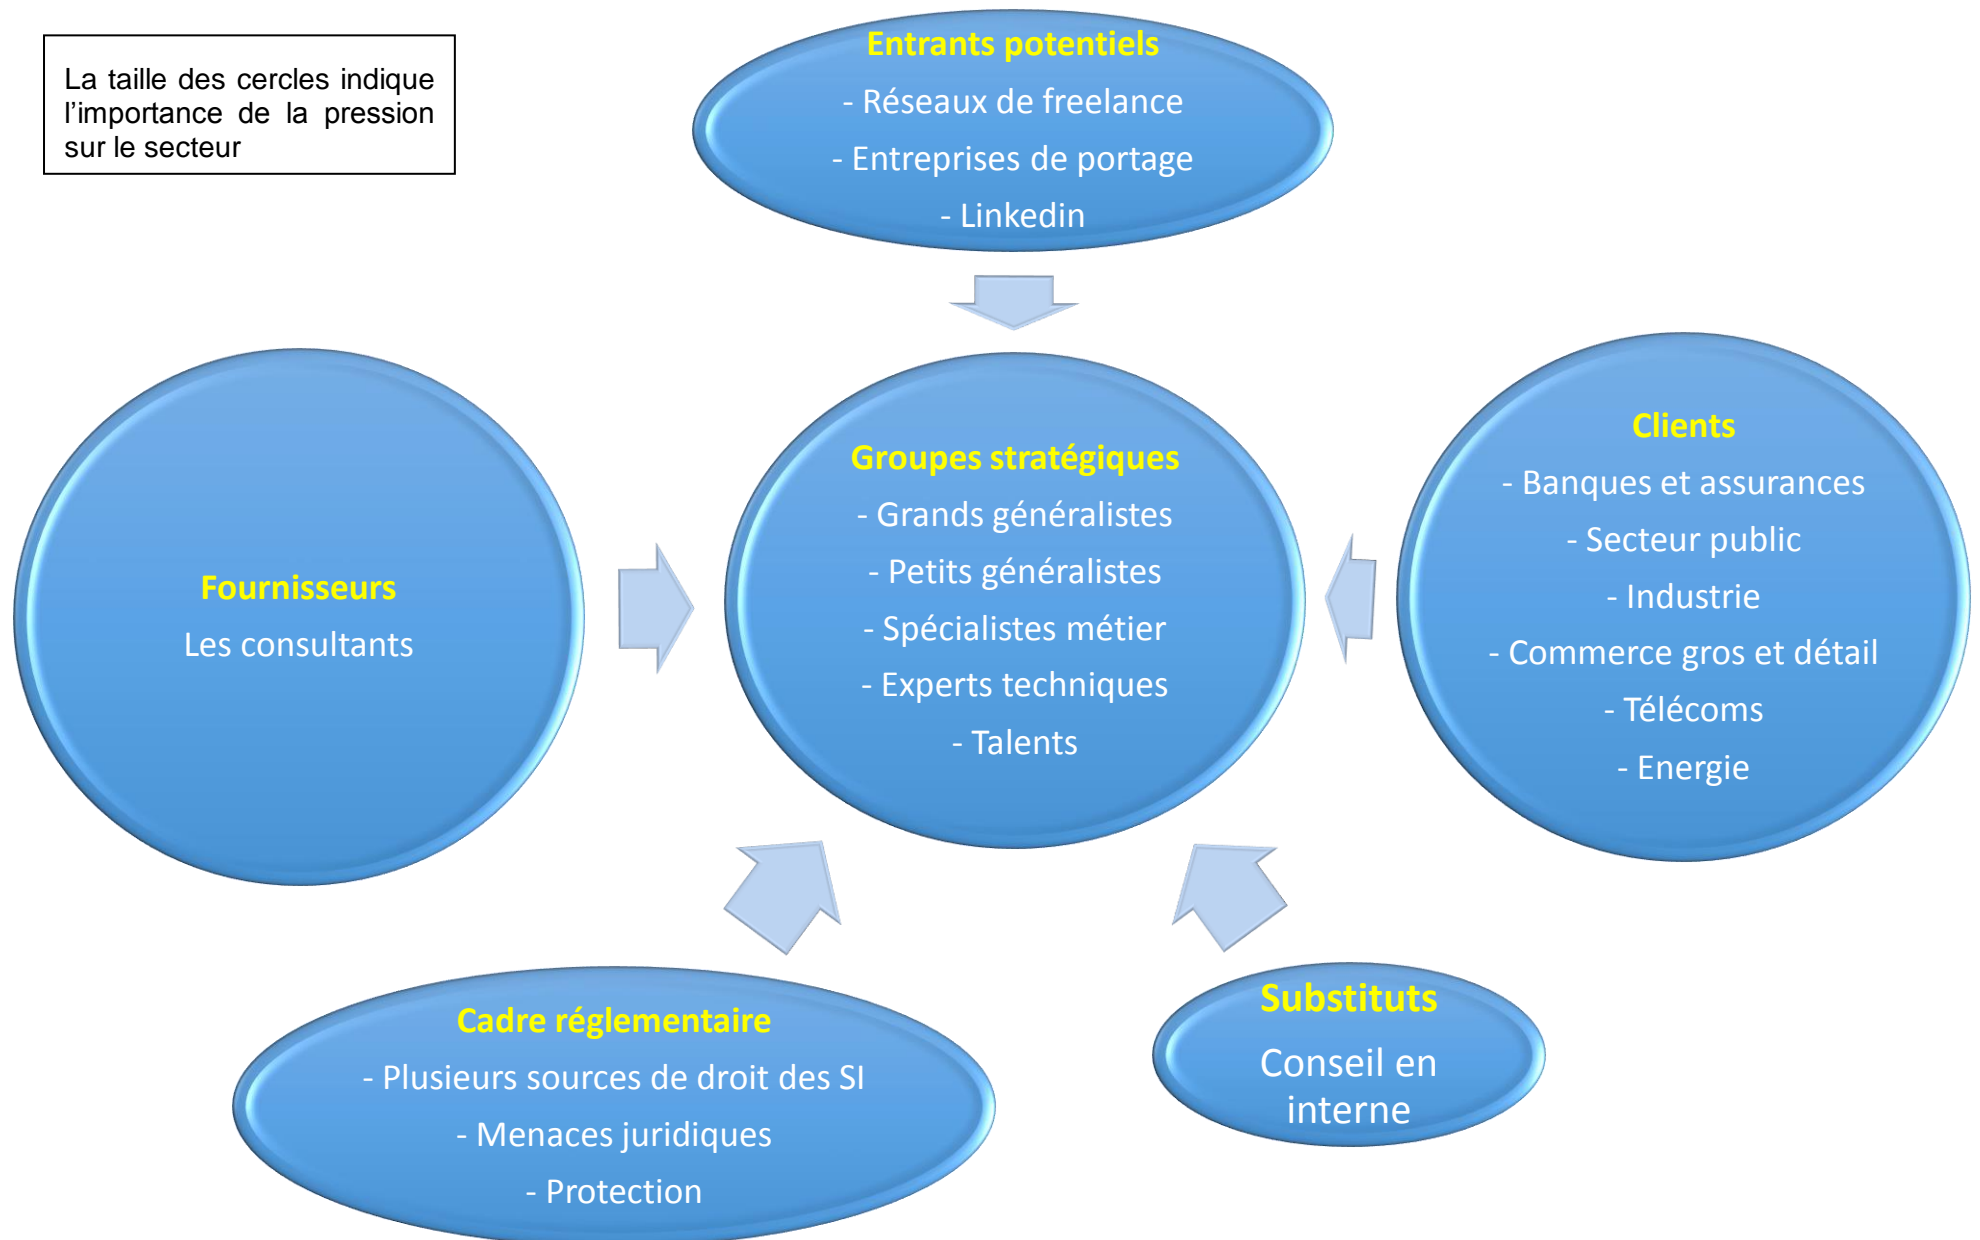 La taille des cercles indique
l'importance de la pression
sur le secteur
Entrants potentiels
- Réseaux de freelance
- Entreprises de portage
- Linkedin
Fournisseurs
Les consultants
Groupes stratégiques
- Grands généralistes
- Petits généralistes
- Spécialistes métier
- Experts techniques
- Talents
Clients
- Banques et assurances
- Secteur public
- Industrie
- Commerce gros et détail
- Télécoms
- Energie
Cadre réglementaire
- Plusieurs sources de droit des SI
- Menaces juridiques
- Protection
Substituts
Conseil en
interne